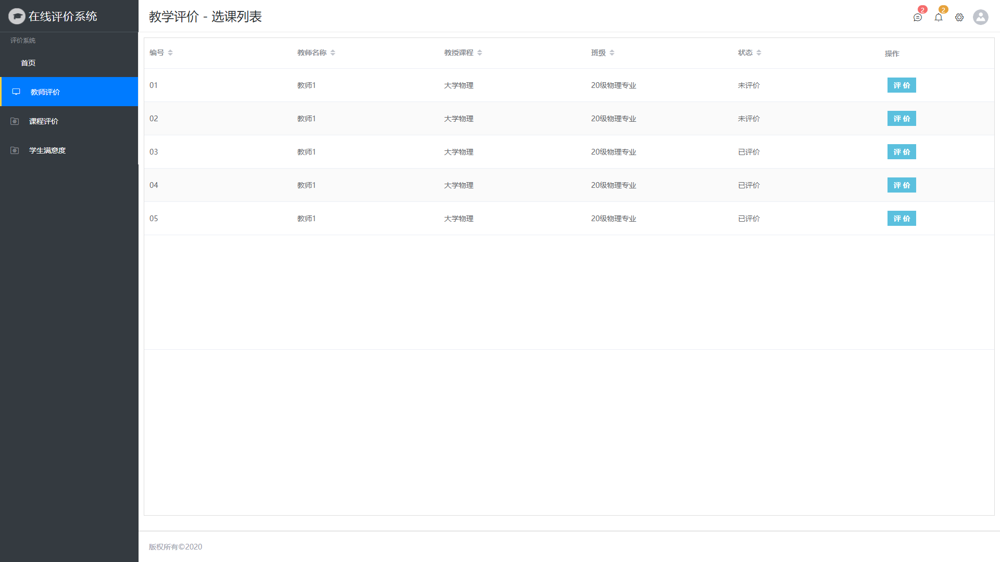 在线评价系统
教学评价 - 选课列表
2
2
评价系统
首页
教师评价
课程评价
学生满意度
编号 教师名称 教授课程 班级 状态 操作
01 教师1 大学物理 20级物理专业 未评价 评 价
02 教师1 大学物理 20级物理专业 未评价 评 价
03 教师1 大学物理 20级物理专业 已评价 评 价
04 教师1 大学物理 20级物理专业 已评价 评 价
05 教师1 大学物理 20级物理专业 已评价 评 价
版权所有©2020